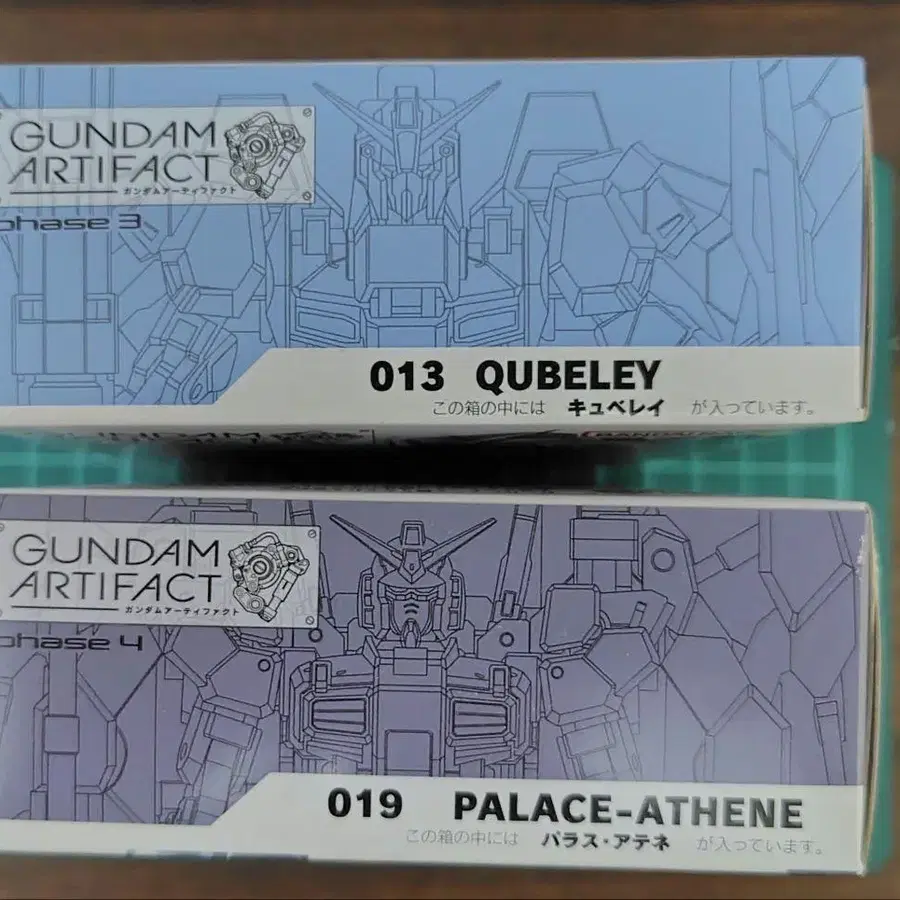 GUNDAM
ARTIFACT
ガンダムアーティファクト
phase 3
013 QUBELEY
この箱の中には キュベレイ が入っています。
GUNDAM
ARTIFACT
ガンダムアーティファクト
phase 4
019 PALACE-ATHENE
この箱の中には パラス・アテネ が入っています。